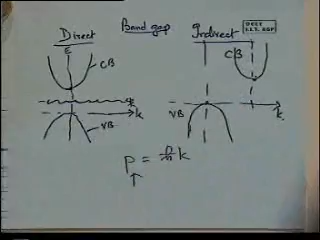 Band gap
Direct
Indirect
E
CB
CB
k
k
VB
VB
k
p = ℏk